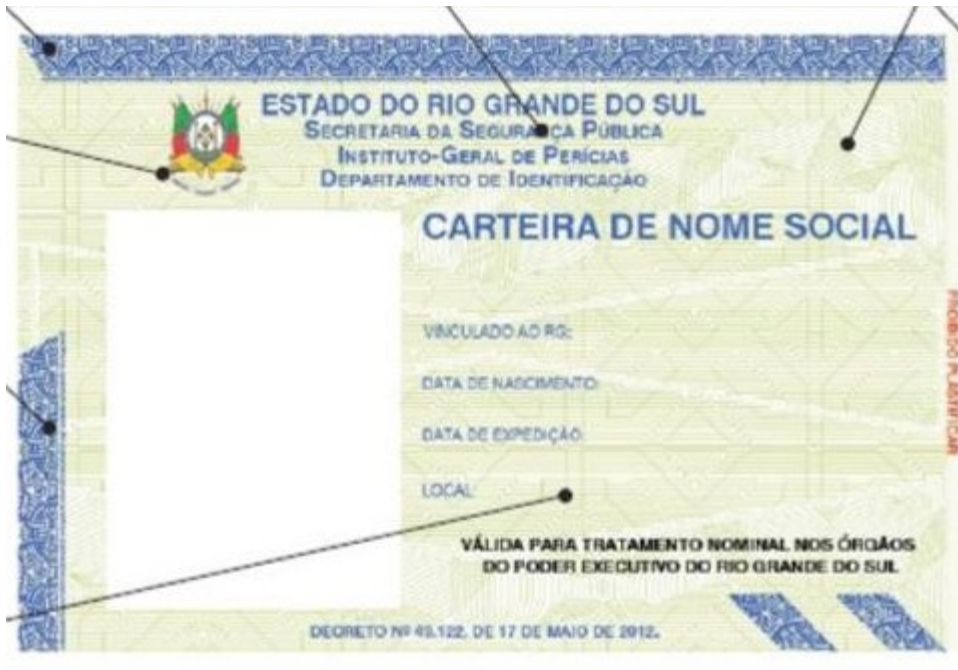 ESTADO DO RIO GRANDE DO SUL
SECRETARIA DA SEGURANÇA PÚBLICA
INSTITUTO-GERAL DE PERÍCIAS
DEPARTAMENTO DE IDENTIFICAÇÃO
CARTEIRA DE NOME SOCIAL
VINCULADO AO RG:
DATA DE NASCIMENTO:
DATA DE EXPEDIÇÃO:
LOCAL:
PROIBIDO PLASTIFICAR
VÁLIDA PARA TRATAMENTO NOMINAL NOS ÓRGÃOS
DO PODER EXECUTIVO DO RIO GRANDE DO SUL
DECRETO Nº 49.122, DE 17 DE MAIO DE 2012.